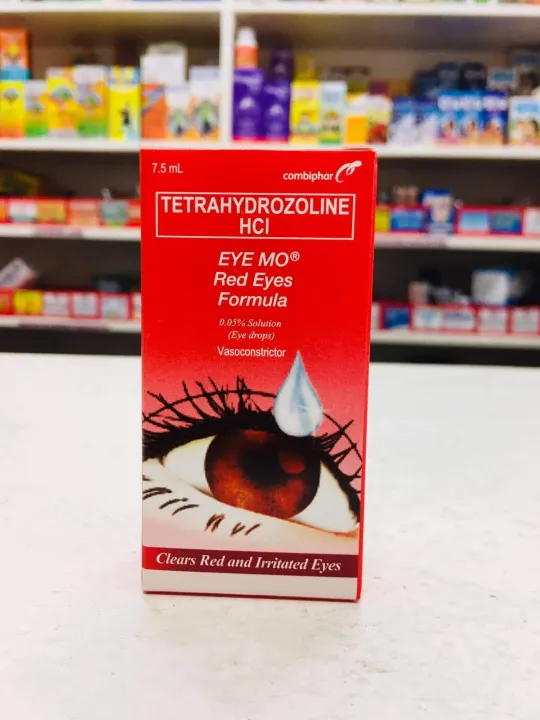 7.5 mL
combiphar
TETRAHYDROZOLINE
HCl
EYE MO®
Red Eyes
Formula
0.05% Solution
(Eye drops)
Vasoconstrictor
Clears Red and Irritated Eyes